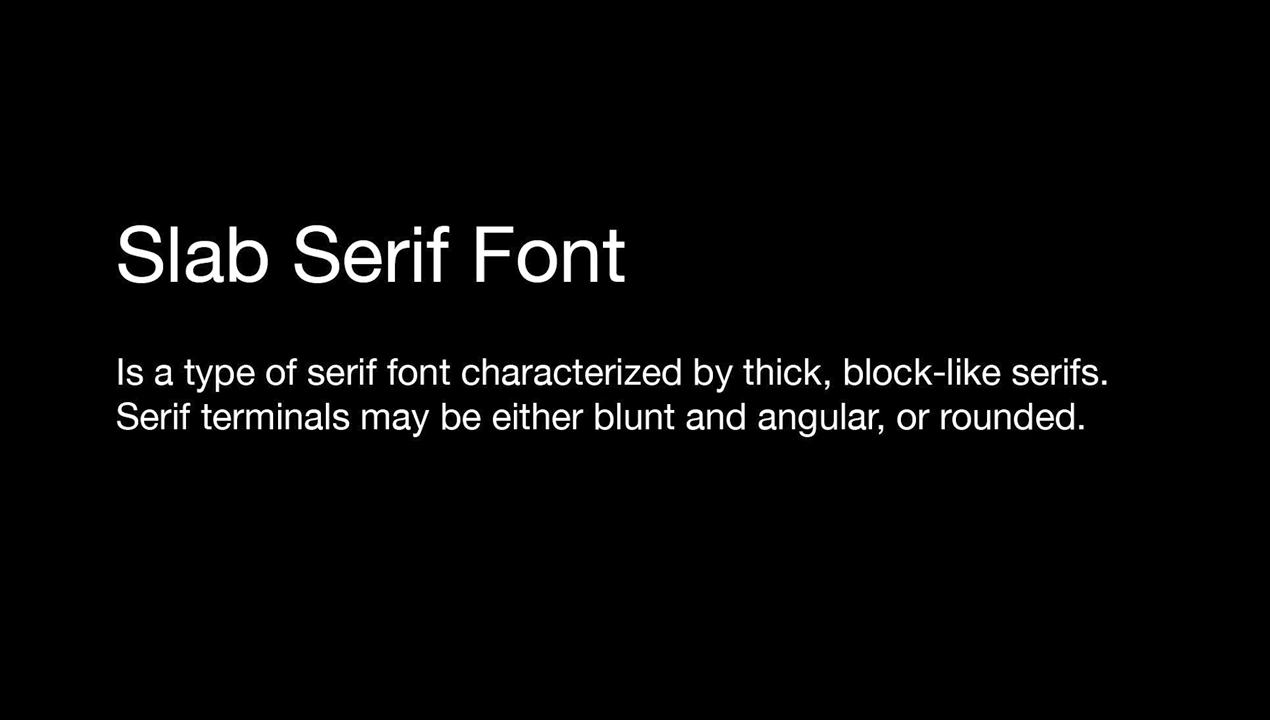 Slab Serif Font
Is a type of serif font characterized by thick, block-like serifs.
Serif terminals may be either blunt and angular, or rounded.